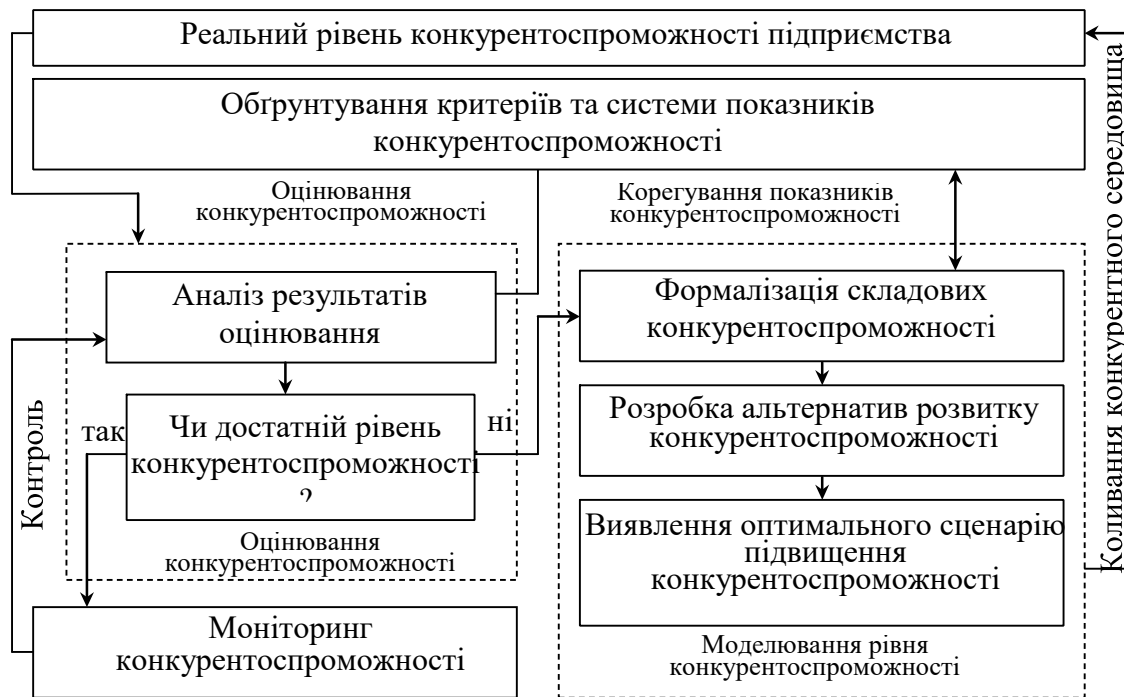 Реальний рівень конкурентоспроможності підприємства
Обґрунтування критеріїв та системи показників
конкурентоспроможності
Оцінювання
конкурентоспроможності
Корегування показників
конкурентоспроможності
Аналіз результатів
оцінювання
Формалізація складових
конкурентоспроможності
так
Чи достатній рівень
конкурентоспроможності
?
ні
Розробка альтернатив розвитку
конкурентоспроможності
Виявлення оптимального сценарію
підвищення
конкурентоспроможності
Оцінювання
конкурентоспроможності
Моніторинг
конкурентоспроможності
Моделювання рівня
конкурентоспроможності
Контроль
Коливання конкурентного середовища